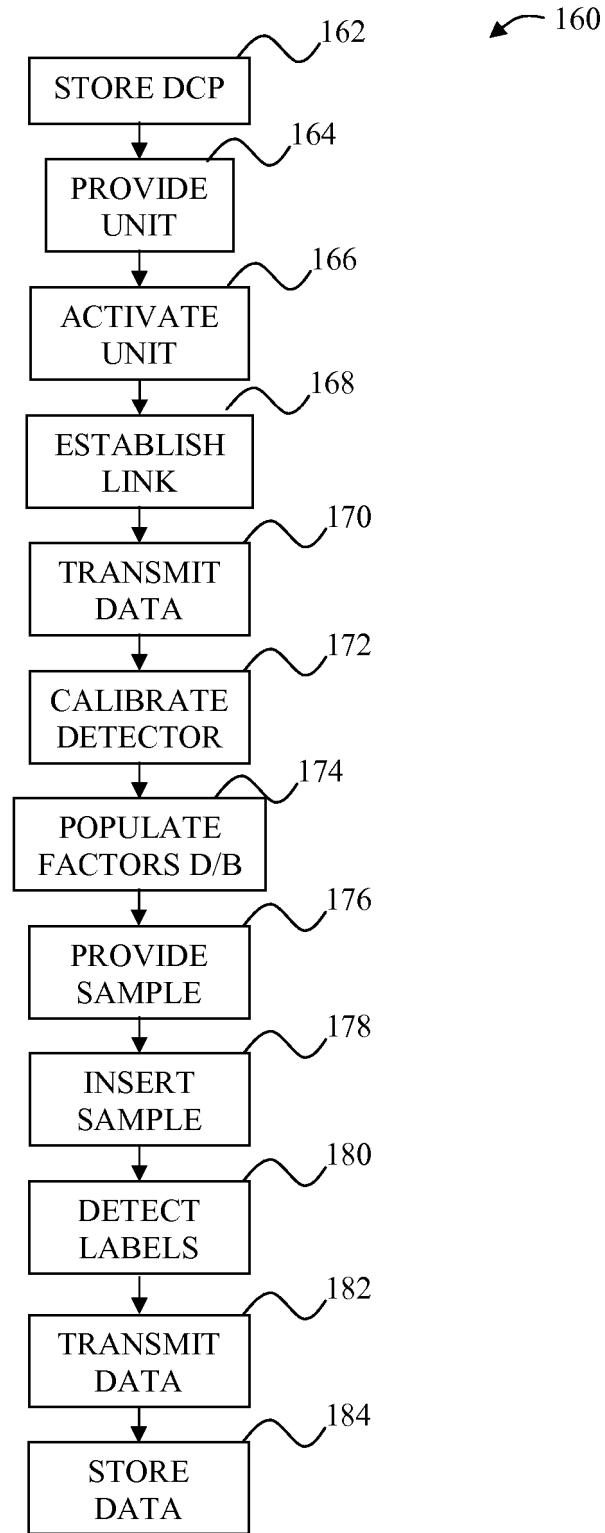 160
162
STORE DCP
164
PROVIDE
UNIT
166
ACTIVATE
UNIT
168
ESTABLISH
LINK
170
TRANSMIT
DATA
172
CALIBRATE
DETECTOR
174
POPULATE
FACTORS D/B
176
PROVIDE
SAMPLE
178
INSERT
SAMPLE
180
DETECT
LABELS
182
TRANSMIT
DATA
184
STORE
DATA